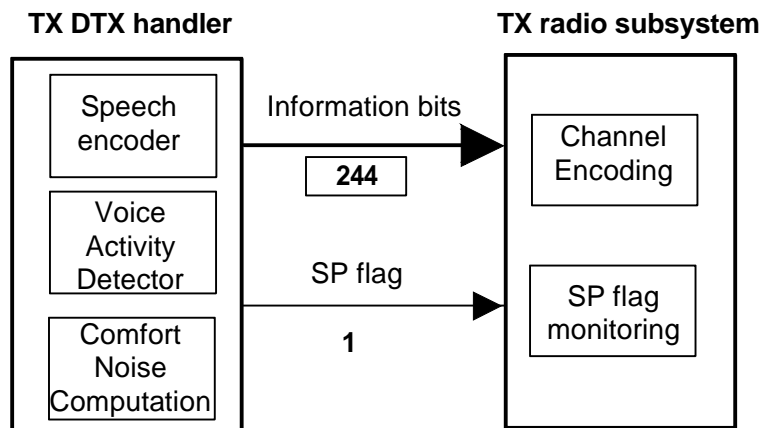 TX DTX handler
TX radio subsystem
Speech
encoder
Information bits
244
Channel
Encoding
Voice
Activity
Detector
SP flag
1
SP flag
monitoring
Comfort
Noise
Computation